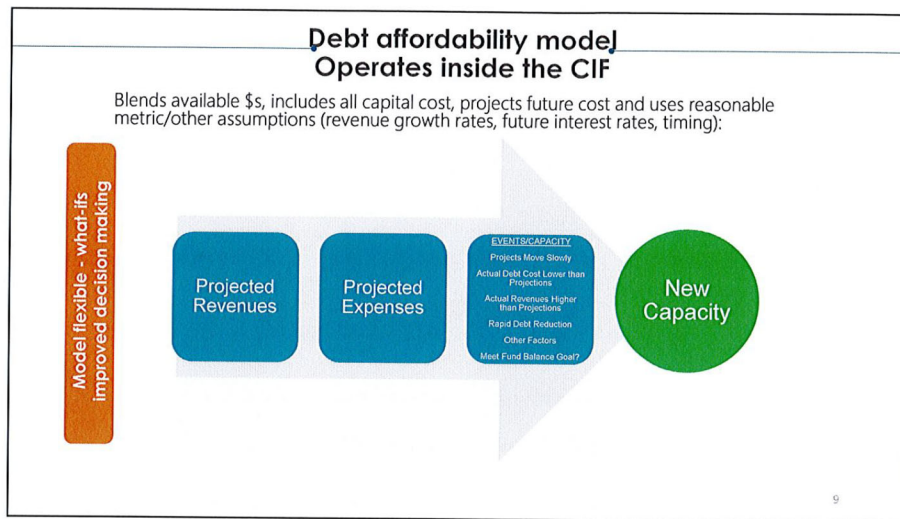 Debt affordability model
Operates inside the CIF
Blends available $s, includes all capital cost, projects future cost and uses reasonable
metric/other assumptions (revenue growth rates, future interest rates, timing):
Model flexible - what-ifs
improved decision making
Projected
Revenues
Projected
Expenses
EVENTS/CAPACITY
Projects Move Slowly
Actual Debt Cost Lower than
Projections
Actual Revenues Higher
than Projections
Rapid Debt Reduction
Other Factors
Meet Fund Balance Goal?
New
Capacity
9